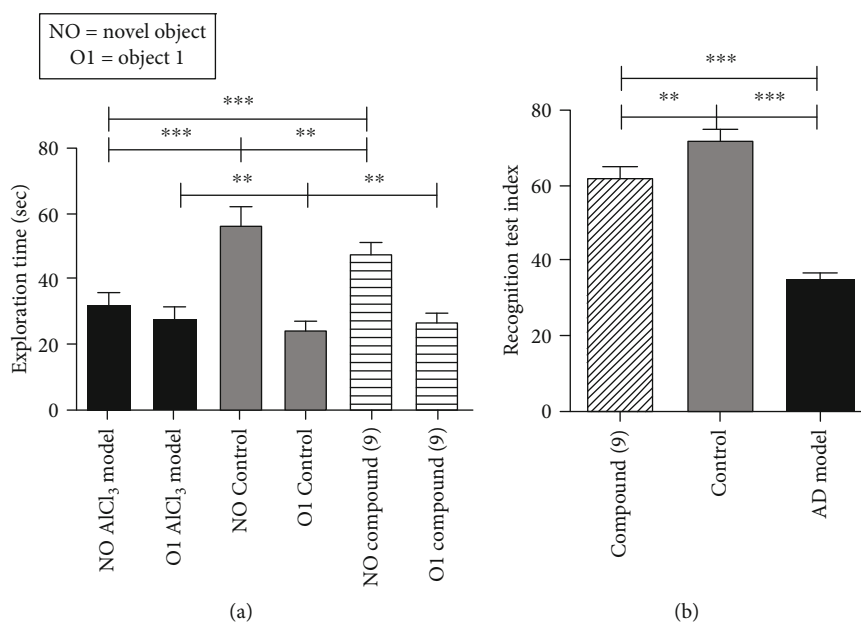 NO = novel object
O1 = object 1
***
***
**
**
**
80
60
40
20
0
Exploration time (sec)
NO AlCl₃ model
O1 AlCl₃ model
NO Control
O1 Control
NO compound (9)
O1 compound (9)
(a)
***
**
***
80
60
40
20
0
Recognition test index
Compound (9)
Control
AD model
(b)